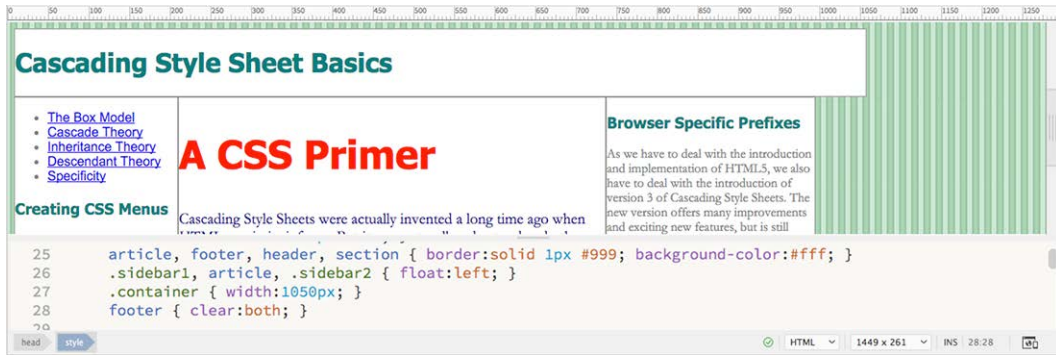 0 50 100 150 200 250 300 350 400 450 500 550 600 650 700 750 800 850 900 950 1000 1050 1100 1150 1200 1250
Cascading Style Sheet Basics
The Box Model
Cascade Theory
Inheritance Theory
Descendant Theory
Specificity
Creating CSS Menus
A CSS Primer
Cascading Style Sheets were actually invented a long time ago when
Browser Specific Prefixes
As we have to deal with the introduction
and implementation of HTML5, we also
have to deal with the introduction of
version 3 of Cascading Style Sheets. The
new version offers many improvements
and exciting new features, but is still
25 article, footer, header, section { border:solid 1px #999; background-color:#fff; }
26 .sidebar1, article, .sidebar2 { float:left; }
27 .container { width:1050px; }
28 footer { clear:both; }
29
head style HTML 1449 x 261 INS 28:28